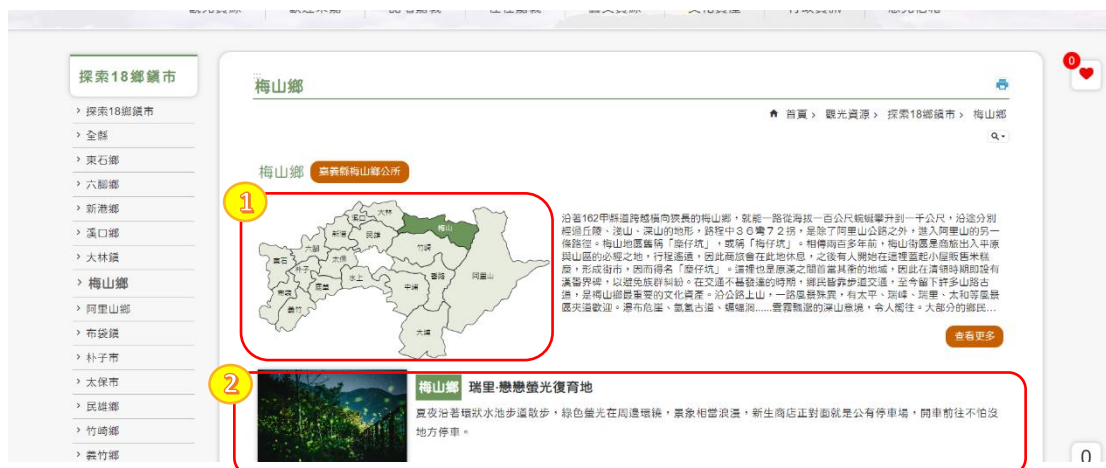 探索18鄉鎮市
> 探索18鄉鎮市
> 全縣
> 東石鄉
> 六腳鄉
> 新港鄉
> 溪口鄉
> 大林鎮
> 梅山鄉
> 阿里山鄉
> 布袋鎮
> 朴子市
> 太保市
> 民雄鄉
> 竹崎鄉
> 義竹鄉
梅山鄉
首頁 > 觀光資源 > 探索18鄉鎮市 > 梅山鄉
梅山鄉 嘉義縣梅山鄉公所
1
大林
溪口
梅山
新港
民雄
竹崎
六腳
太保
東石
朴子
水上
番路
阿里山
鹿草
中埔
布袋
義竹
大埔
沿著162甲縣道跨越橫向狹長的梅山鄉,就能一路從海拔一百公尺蜿蜒攀升到一千公尺,沿途分別
經過丘陵、淺山、深山的地形,路程中36彎72拐,是除了阿里山公路之外,進入阿里山的另一
條路徑。梅山地區舊稱「糜仔坑」,或稱「梅仔坑」。相傳兩百多年前,梅山街區是商旅出入平原
與山區的必經之地,行程遙遠,因此商旅會在此地休息,之後有人開始在這裡蓋起小屋販售米糕
糜,形成街市,因而得名「糜仔坑」。這裡也是原漢之間首當其衝的地域,因此在清領時期即設有
漢番界碑,以避免族群糾紛。在交通不甚發達的時期,鄉民皆靠步道交通,至今留下許多山路古
道,是梅山鄉最重要的文化資產。沿公路上山,一路風景殊異,有太平、瑞峰、瑞里、太和等風景
區夾道歡迎。瀑布危崖、氤氳古道、蝙蝠洞......雲霧飄邈的深山意境,令人嚮往。大部分的鄉民...
查看更多
2
梅山鄉 瑞里‧戀戀螢光復育地
夏夜沿著環狀水池步道散步,綠色螢光在周邊環繞,景象相當浪漫,新生商店正對面就是公有停車場,開車前往不怕沒
地方停車。
0
0